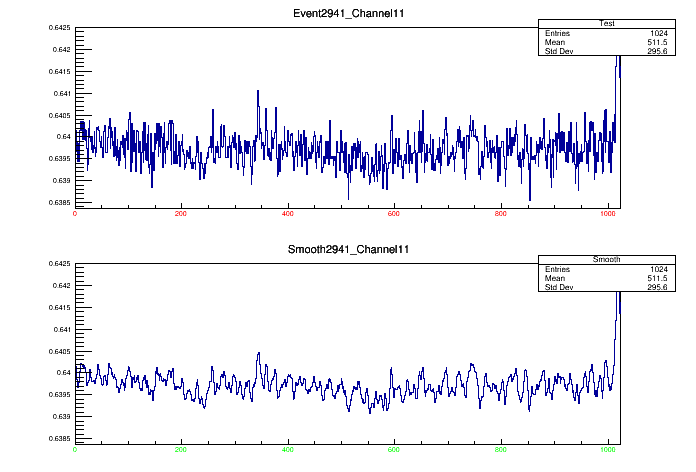 Event2941_Channel11
Test
Entries 1024
Mean 511.5
Std Dev 295.6
0.6425
0.642
0.6415
0.641
0.6405
0.64
0.6395
0.639
0.6385
0 200 400 600 800 1000
Smooth2941_Channel11
Smooth
Entries 1024
Mean 511.5
Std Dev 295.6
0.6425
0.642
0.6415
0.641
0.6405
0.64
0.6395
0.639
0.6385
0 200 400 600 800 1000